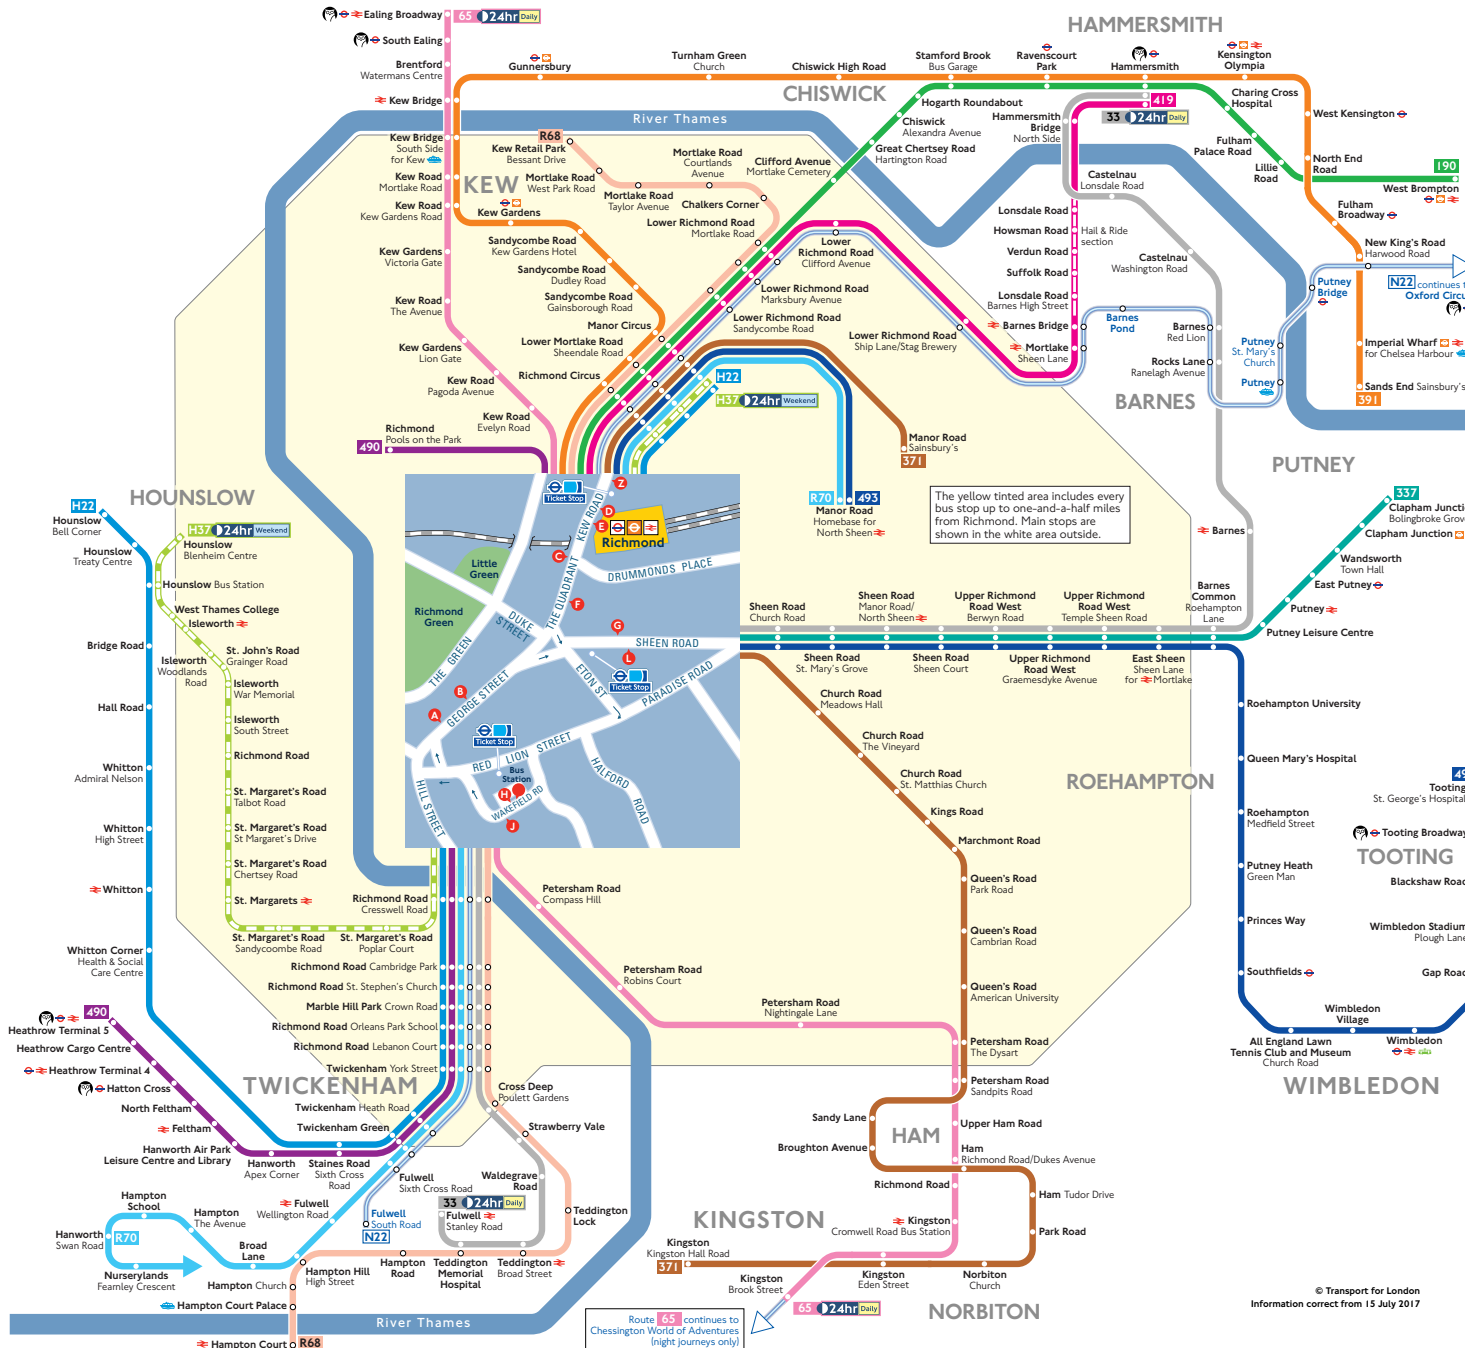 HAMMERSMITH
Ealing Broadway
65 24hr Daily
South Ealing
Brentford
Watermans Centre
Kew Bridge
Gunnersbury
Turnham Green
Church
Chiswick High Road
Stamford Brook
Bus Garage
Ravenscourt
Park
Hammersmith
Kensington
Olympia
CHISWICK
Hogarth Roundabout
Chiswick
Alexandra Avenue
Great Chertsey Road
Hartington Road
419
33 24hr Daily
Hammersmith
Bridge
North Side
Charing Cross
Hospital
West Kensington
Fulham
Palace Road
Lillie
Road
North End
Road
190
West Brompton
River Thames
Kew Bridge
South Side
for Kew
Kew Road
Mortlake Road
Kew Road
Kew Gardens Road
Kew Gardens
Victoria Gate
Kew Road
The Avenue
Kew Gardens
Lion Gate
Kew Road
Pagoda Avenue
Kew Road
Evelyn Road
R68
Kew Retail Park
Bessant Drive
KEW
Mortlake Road
West Park Road
Mortlake Road
Taylor Avenue
Mortlake Road
Courtlands
Avenue
Clifford Avenue
Mortlake Cemetery
Chalkers Corner
Lower Richmond Road
Mortlake Road
Kew Gardens
Sandycombe Road
Kew Gardens Hotel
Sandycombe Road
Dudley Road
Sandycombe Road
Gainsborough Road
Manor Circus
Lower Mortlake Road
Sheendale Road
Richmond Circus
Lower
Richmond Road
Clifford Avenue
Lower Richmond Road
Marksbury Avenue
Lower Richmond Road
Sandycombe Road
Lower Richmond Road
Ship Lane/Stag Brewery
Castelnau
Lonsdale Road
Lonsdale Road
Howsman Road
Hail & Ride
section
Verdun Road
Suffolk Road
Lonsdale Road
Barnes High Street
Barnes Bridge
Mortlake
Sheen Lane
Castelnau
Washington Road
Barnes
Pond
Barnes
Red Lion
Rocks Lane
Ranelagh Avenue
BARNES
Putney
St. Mary's
Church
Putney
Putney
Bridge
Fulham
Broadway
New King's Road
Harwood Road
N22 continues t
Oxford Circu
Imperial Wharf
for Chelsea Harbour
Sands End Sainsbury's
391
H22
H37 24hr Weekend
490
Richmond
Pools on the Park
Manor Road
Sainsbury's
371
R70
493
Manor Road
Homebase for
North Sheen
The yellow tinted area includes every
bus stop up to one-and-a-half miles
from Richmond. Main stops are
shown in the white area outside.
PUTNEY
337
Clapham Juncti
Bolingbroke Grov
Clapham Junction
Wandsworth
Town Hall
East Putney
Putney
Putney Leisure Centre
Barnes
Barnes
Common
Roehampton
Lane
HOUNSLOW
H22
Hounslow
Bell Corner
Hounslow
Treaty Centre
H37 24hr Weekend
Hounslow
Blenheim Centre
Hounslow Bus Station
West Thames College
Isleworth
St. John's Road
Grainger Road
Isleworth
Woodlands
Road
Isleworth
War Memorial
Isleworth
South Street
Richmond Road
St. Margaret's Road
Talbot Road
St. Margaret's Road
St Margaret's Drive
St. Margaret's Road
Chertsey Road
St. Margarets
St. Margaret's Road
Sandycoombe Road
St. Margaret's Road
Poplar Court
Bridge Road
Hall Road
Whitton
Admiral Nelson
Whitton
High Street
Whitton
Whitton Corner
Health & Social
Care Centre
Ticket Stop
Z
D
E
Richmond
KEW ROAD
C
Little
Green
Richmond
Green
THE QUADRANT
DRUMMONDS PLACE
DUKE
STREET
F
G
SHEEN ROAD
L
Ticket Stop
THE GREEN
GEORGE STREET
ETON ST
PARADISE ROAD
B
A
Ticket Stop
RED LION STREET
Bus
Station
H
WAKEFIELD RD
J
HILL STREET
HALFORD
ROAD
Sheen Road
Church Road
Sheen Road
Manor Road/
North Sheen
Upper Richmond
Road West
Berwyn Road
Upper Richmond
Road West
Temple Sheen Road
Sheen Road
St. Mary's Grove
Sheen Road
Sheen Court
Upper Richmond
Road West
Graemesdyke Avenue
East Sheen
Sheen Lane
for Mortlake
Church Road
Meadows Hall
Church Road
The Vineyard
Church Road
St. Matthias Church
Kings Road
Marchmont Road
Queen's Road
Park Road
Queen's Road
Cambrian Road
Queen's Road
American University
Petersham Road
The Dysart
Petersham Road
Sandpits Road
ROEHAMPTON
Roehampton University
Queen Mary's Hospital
Roehampton
Medfield Street
Putney Heath
Green Man
Princes Way
Southfields
All England Lawn
Tennis Club and Museum
Church Road
Wimbledon
Village
Wimbledon
WIMBLEDON
Tooting
St. George's Hospital
Tooting Broadway
TOOTING
Blackshaw Road
Wimbledon Stadium
Plough Lane
Gap Road
Richmond Road
Cresswell Road
Richmond Road Cambridge Park
Richmond Road St. Stephen's Church
Marble Hill Park Crown Road
Richmond Road Orleans Park School
Richmond Road Lebanon Court
Twickenham York Street
Petersham Road
Compass Hill
Petersham Road
Robins Court
Petersham Road
Nightingale Lane
490
Heathrow Terminal 5
Heathrow Cargo Centre
Heathrow Terminal 4
Hatton Cross
North Feltham
Feltham
Hanworth Air Park
Leisure Centre and Library
TWICKENHAM
Twickenham Heath Road
Twickenham Green
Hanworth
Apex Corner
Staines Road
Sixth Cross
Road
Cross Deep
Poulett Gardens
Strawberry Vale
Waldegrave
Road
Teddington
Lock
Fulwell
Sixth Cross Road
33 24hr Daily
Fulwell
Stanley Road
Fulwell
South Road
N22
Fulwell
Wellington Road
Hampton
School
Hampton
The Avenue
Hanworth
Swan Road
R70
Nurserylands
Fearnley Crescent
Broad
Lane
Hampton Hill
High Street
Hampton
Road
Teddington
Memorial
Hospital
Teddington
Broad Street
Hampton Church
Hampton Court Palace
Hampton Court
R68
River Thames
Sandy Lane
Broughton Avenue
HAM
Upper Ham Road
Ham
Richmond Road/Dukes Avenue
Richmond Road
Ham Tudor Drive
Park Road
KINGSTON
Kingston
Cromwell Road Bus Station
Kingston
Kingston Hall Road
371
Kingston
Brook Street
Kingston
Eden Street
Norbiton
Church
NORBITON
65 24hr Daily
Route 65 continues to
Chessington World of Adventures
(night journeys only)
© Transport for London
Information correct from 15 July 2017